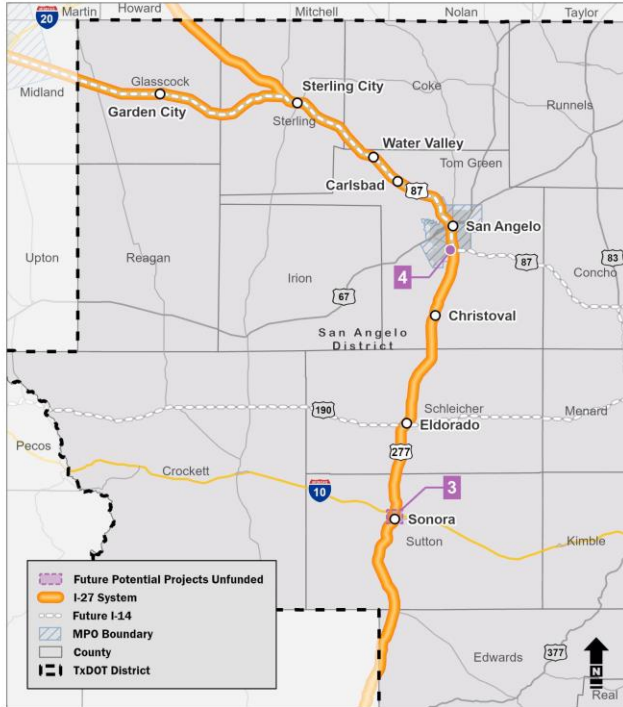 Martin
Howard
Mitchell
Nolan
Taylor
INTERSTATE
20
Midland
Glasscock
Garden City
Sterling City
Sterling
Coke
Runnels
Water Valley
Tom Green
Carlsbad
87
San Angelo
Upton
Reagan
Irion
67
4
87
83
Concho
San Angelo
District
Christoval
190
Schleicher
Menard
Eldorado
Pecos
Crockett
277
INTERSTATE
10
3
Sonora
Sutton
Kimble
Future Potential Projects Unfunded
I-27 System
Future I-14
MPO Boundary
County
TxDOT District
Edwards
377
N
Real